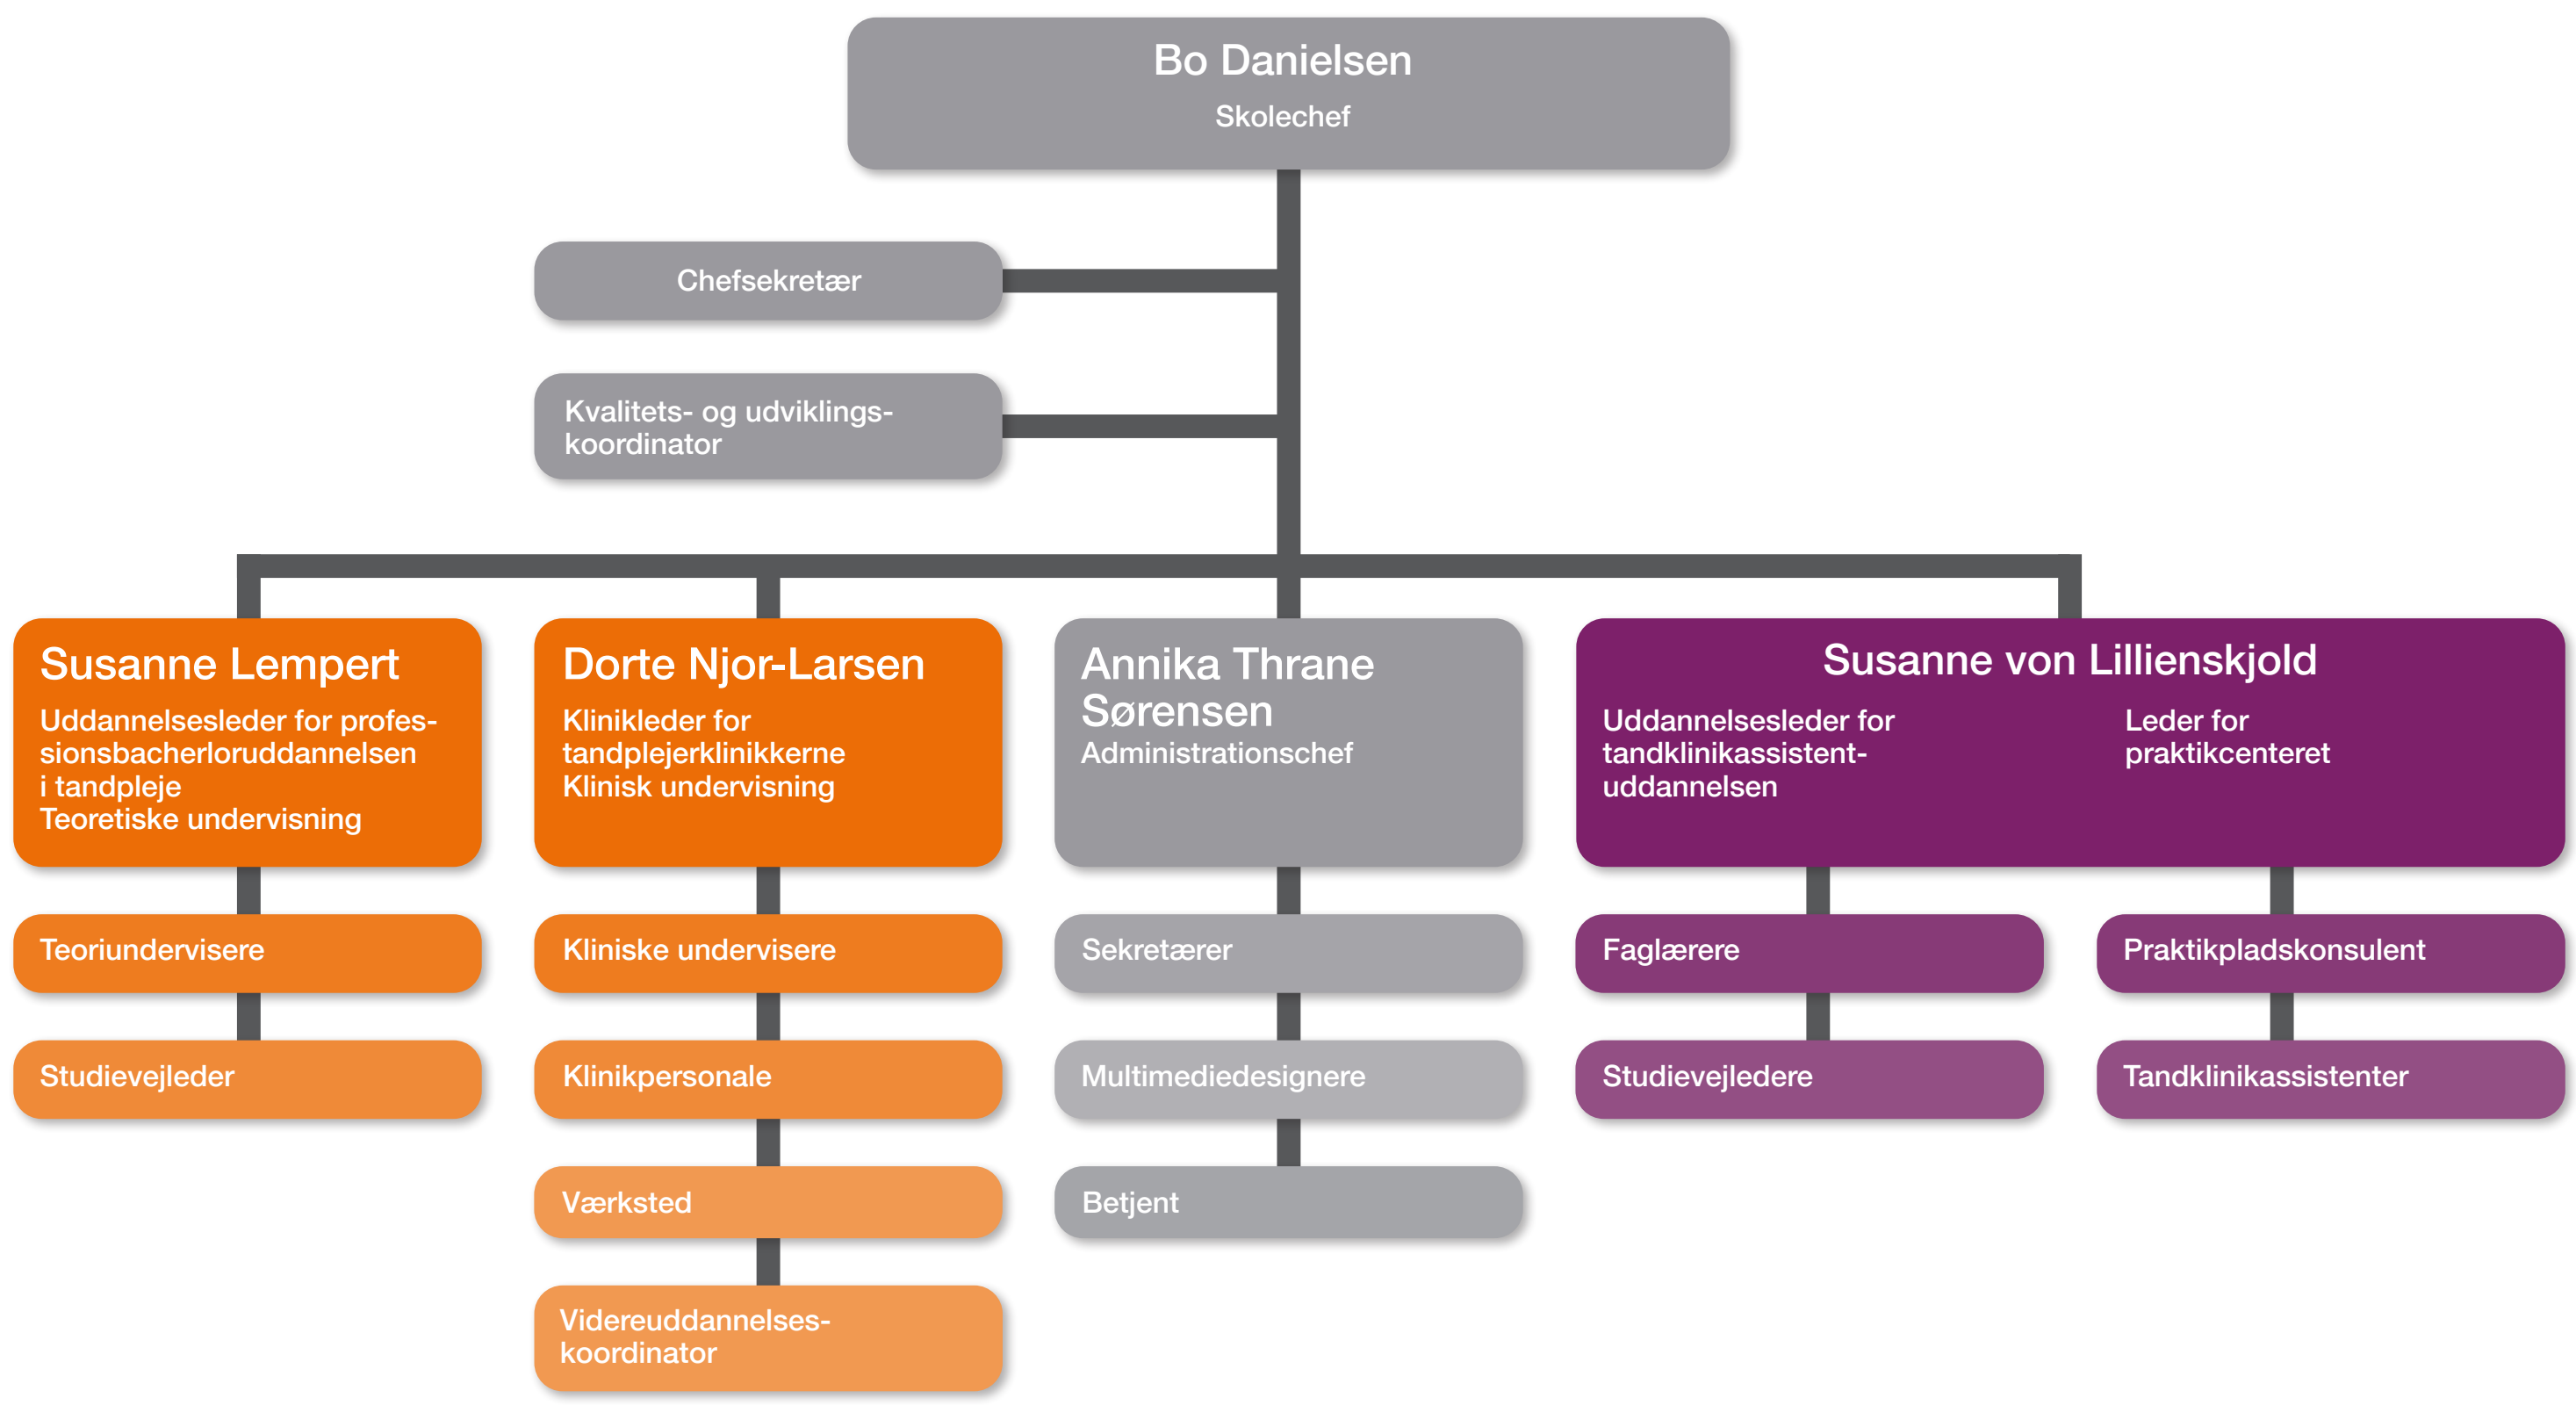 Bo Danielsen
Skolechef
Chefsekretær
Kvalitets- og udviklings-
koordinator
Susanne Lempert
Uddannelsesleder for profes-
sionsbacherloruddannelsen
i tandpleje
Teoretiske undervisning
Teoriundervisere
Studievejleder
Dorte Njor-Larsen
Klinikleder for
tandplejerklinikkerne
Klinisk undervisning
Kliniske undervisere
Klinikpersonale
Værksted
Videreuddannelses-
koordinator
Annika Thrane
Sørensen
Administrationschef
Sekretærer
Multimediedesignere
Betjent
Susanne von Lillienskjold
Uddannelsesleder for
tandklinikassistent-
uddannelsen
Leder for
praktikcenteret
Faglærere
Studievejledere
Praktikpladskonsulent
Tandklinikassistenter